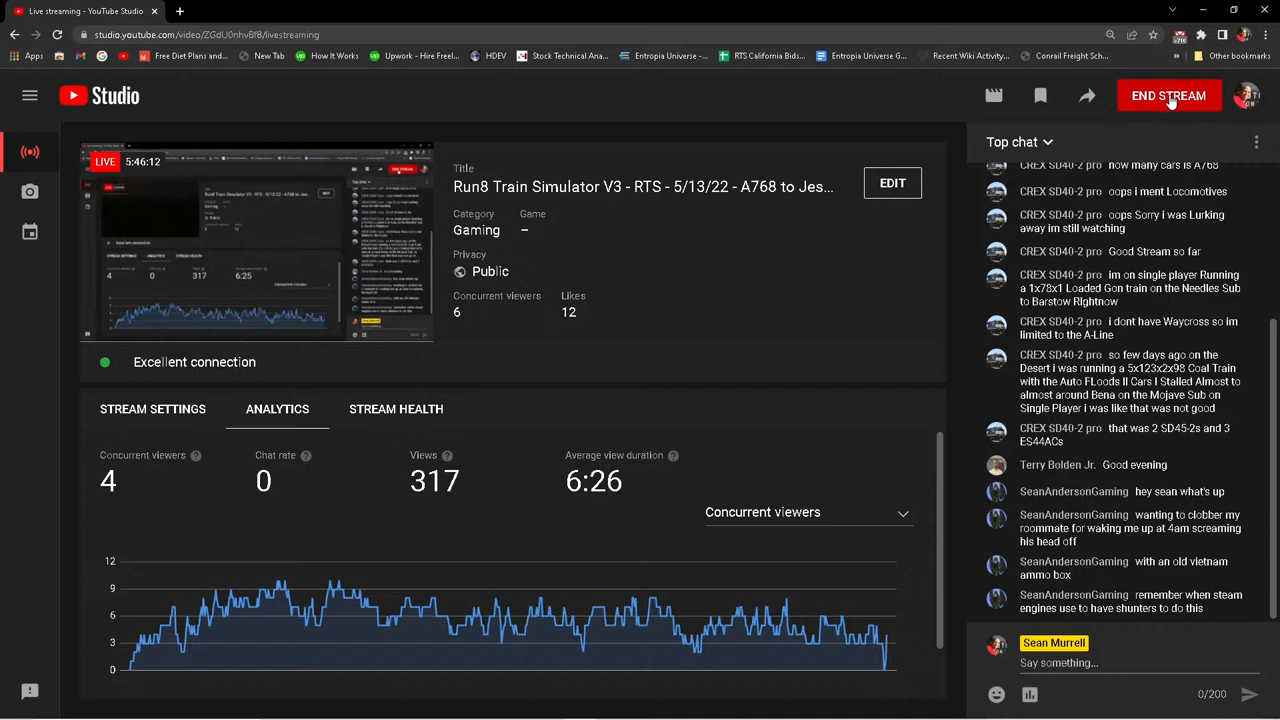 Live streaming - YouTube Studio
studio.youtube.com/video/ZGdU0nhvBf8/livestreaming
Apps
Free Diet Plans and...
New Tab
How It Works
Upwork - Hire Freel...
HDEV
Stock Technical Ana...
Entropia Universe -...
RTS California Bids...
Entropia Universe G...
Recent Wiki Activity...
Conrail Freight Sch...
Other bookmarks
Studio
END STREAM
LIVE 5:46:12
Title
Run8 Train Simulator V3 - RTS - 5/13/22 - A768 to Jes...
EDIT
Category
Gaming
Game
–
Privacy
Public
Concurrent viewers
6
Likes
12
Excellent connection
STREAM SETTINGS
ANALYTICS
STREAM HEALTH
Concurrent viewers
4
Chat rate
0
Views
317
Average view duration
6:26
Concurrent viewers
12
9
6
3
0
Top chat
many cars is A768
CREX SD40-2 pro Oops i ment Locomotives
CREX SD40-2 pro Sorry i was Lurking
away im still watching
CREX SD40-2 pro Good Stream so far
CREX SD40-2 pro im on single player Running
a 1x78x1 Loaded Gon train on the Needles Sub
to Barstow rightnow
CREX SD40-2 pro i dont have Waycross so im
limited to the A-Line
CREX SD40-2 pro so few days ago on the
Desert i was running a 5x123x2x98 Coal Train
with the Auto FLoods II Cars I Stalled Almost to
almost around Bena on the Mojave Sub on
Single Player i was like that was not good
CREX SD40-2 pro that was 2 SD45-2s and 3
ES44ACs
Terry Bolden Jr. Good evening
SeanAndersonGaming hey sean what's up
SeanAndersonGaming wanting to clobber my
roommate for waking me up at 4am screaming
his head off
SeanAndersonGaming with an old vietnam
ammo box
SeanAndersonGaming remember when steam
engines use to have shunters to do this
Sean Murrell
Say something...
0/200